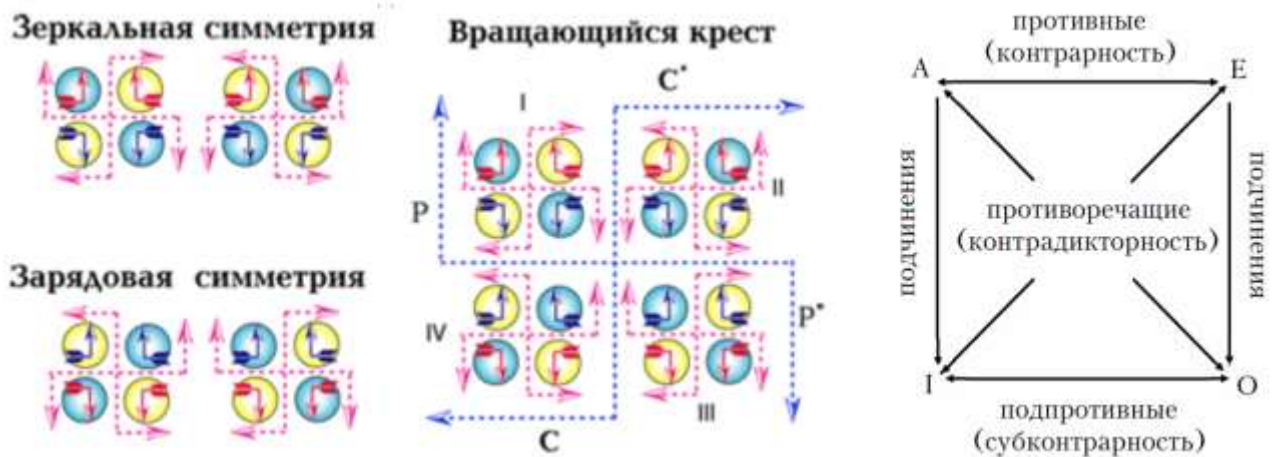 Зеркальная симметрия
Зарядовая симметрия
Вращающийся крест
C*
I
II
P
P*
IV
III
C
противные
(контрарность)
A
E
подчинения
противоречащие
(контрадикторность)
подчинения
I
O
подпротивные
(субконтрарность)